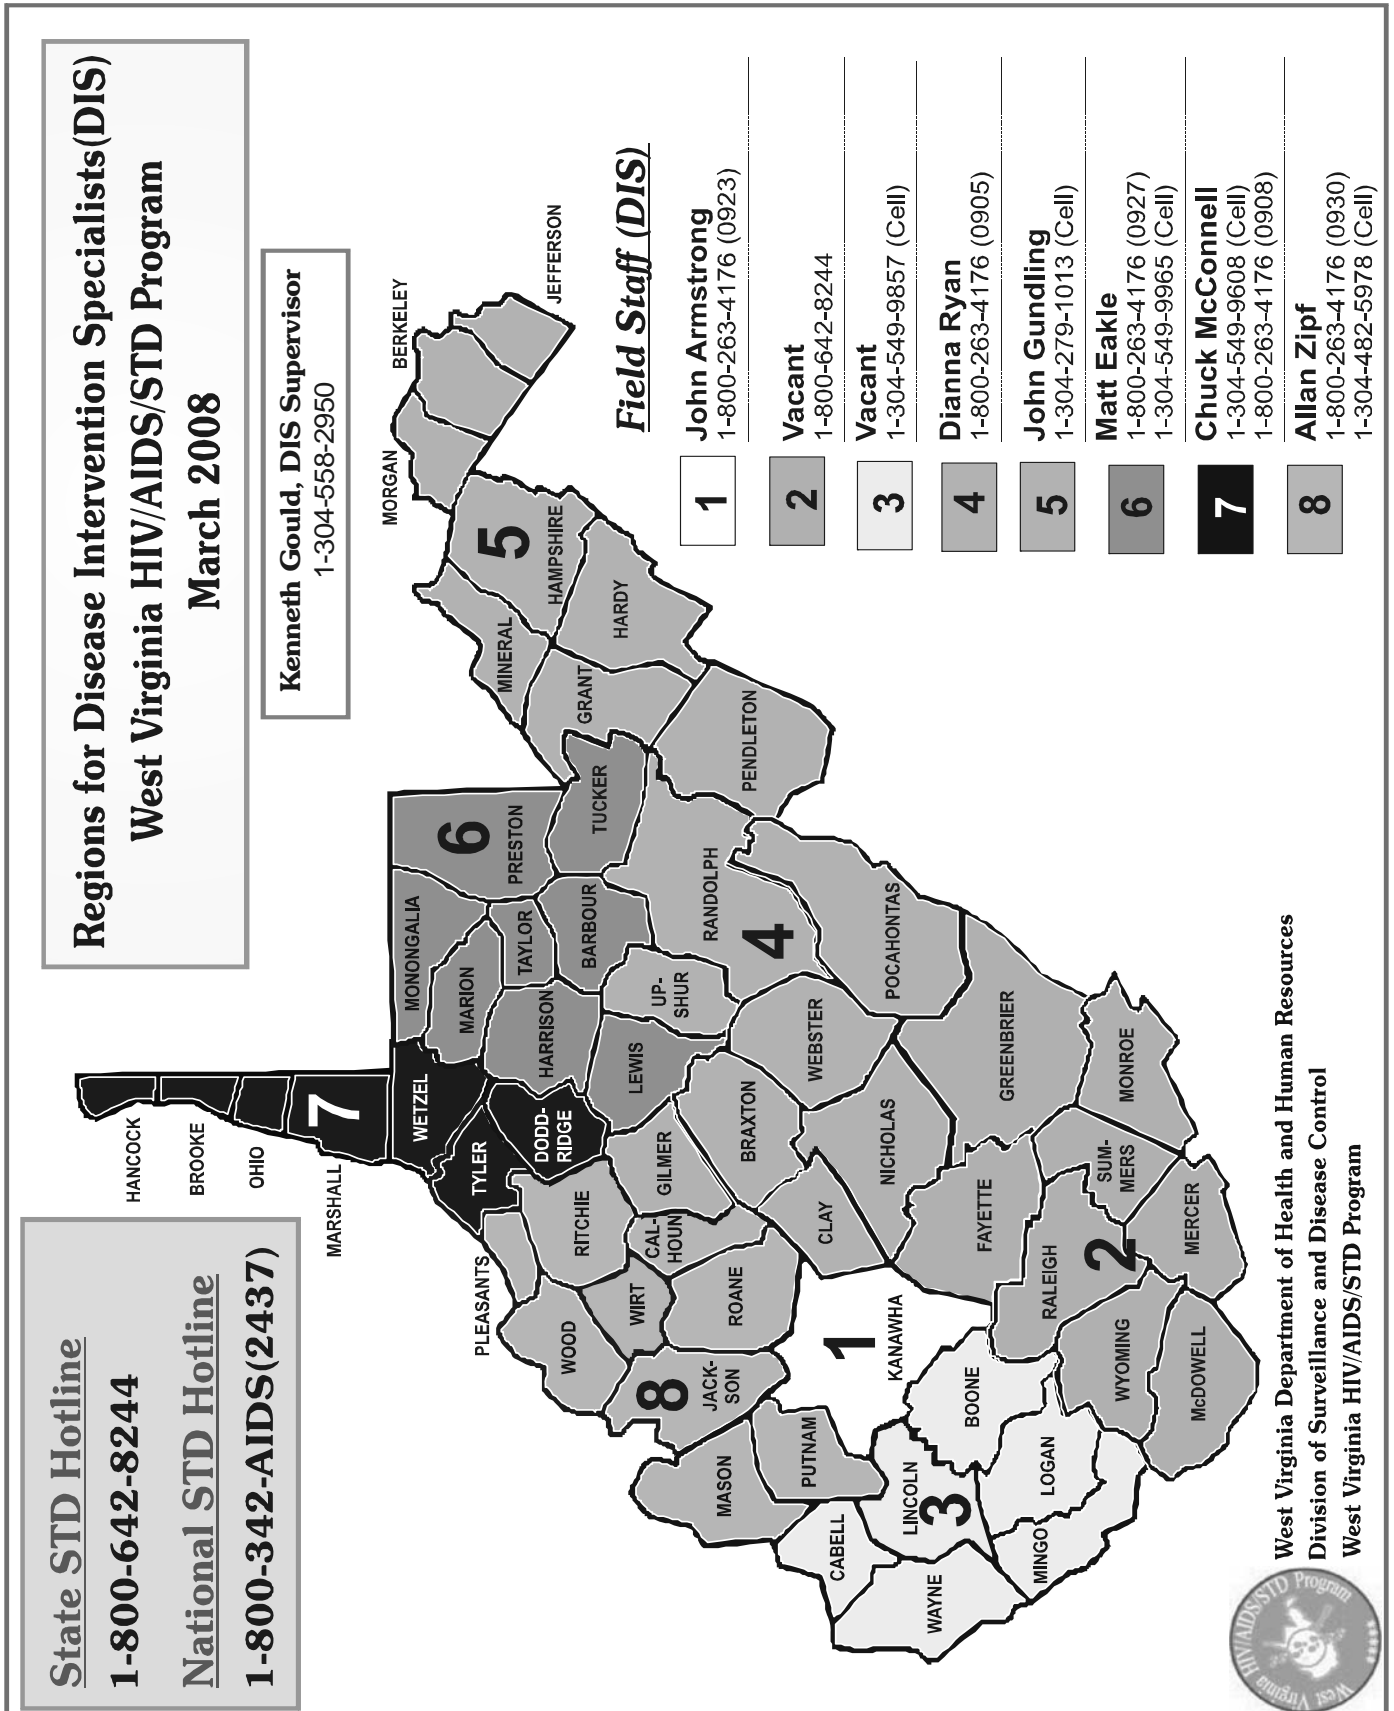 State STD Hotline
1-800-642-8244
National STD Hotline
1-800-342-AIDS(2437)
Regions for Disease Intervention Specialists(DIS)
West Virginia HIV/AIDS/STD Program
March 2008
Kenneth Gould, DIS Supervisor
1-304-558-2950
HANCOCK
BROOKE
OHIO
MARSHALL
7
WETZEL
TYLER
DODD-
RIDGE
PLEASANTS
MONONGALIA
MARION
PRESTON
6
TAYLOR
HARRISON
BARBOUR
TUCKER
LEWIS
MORGAN
BERKELEY
JEFFERSON
5
HAMPSHIRE
MINERAL
GRANT
HARDY
PENDLETON
WOOD
RITCHIE
WIRT
CAL-
HOUN
GILMER
ROANE
8
JACK-
SON
MASON
PUTNAM
UP-
SHUR
RANDOLPH
4
BRAXTON
WEBSTER
POCAHONTAS
CLAY
NICHOLAS
1
KANAWHA
CABELL
LINCOLN
3
WAYNE
BOONE
LOGAN
MINGO
FAYETTE
GREENBRIER
RALEIGH
2
SUM-
MERS
MONROE
WYOMING
MERCER
McDOWELL
Field Staff (DIS)
1
John Armstrong
1-800-263-4176 (0923)
2
Vacant
1-800-642-8244
3
Vacant
1-304-549-9857 (Cell)
4
Dianna Ryan
1-800-263-4176 (0905)
5
John Gundling
1-304-279-1013 (Cell)
6
Matt Eakle
1-800-263-4176 (0927)
1-304-549-9965 (Cell)
7
Chuck McConnell
1-304-549-9608 (Cell)
1-800-263-4176 (0908)
8
Allan Zipf
1-800-263-4176 (0930)
1-304-482-5978 (Cell)
West Virginia HIV/AIDS/STD Program
West Virginia Department of Health and Human Resources
Division of Surveillance and Disease Control
West Virginia HIV/AIDS/STD Program